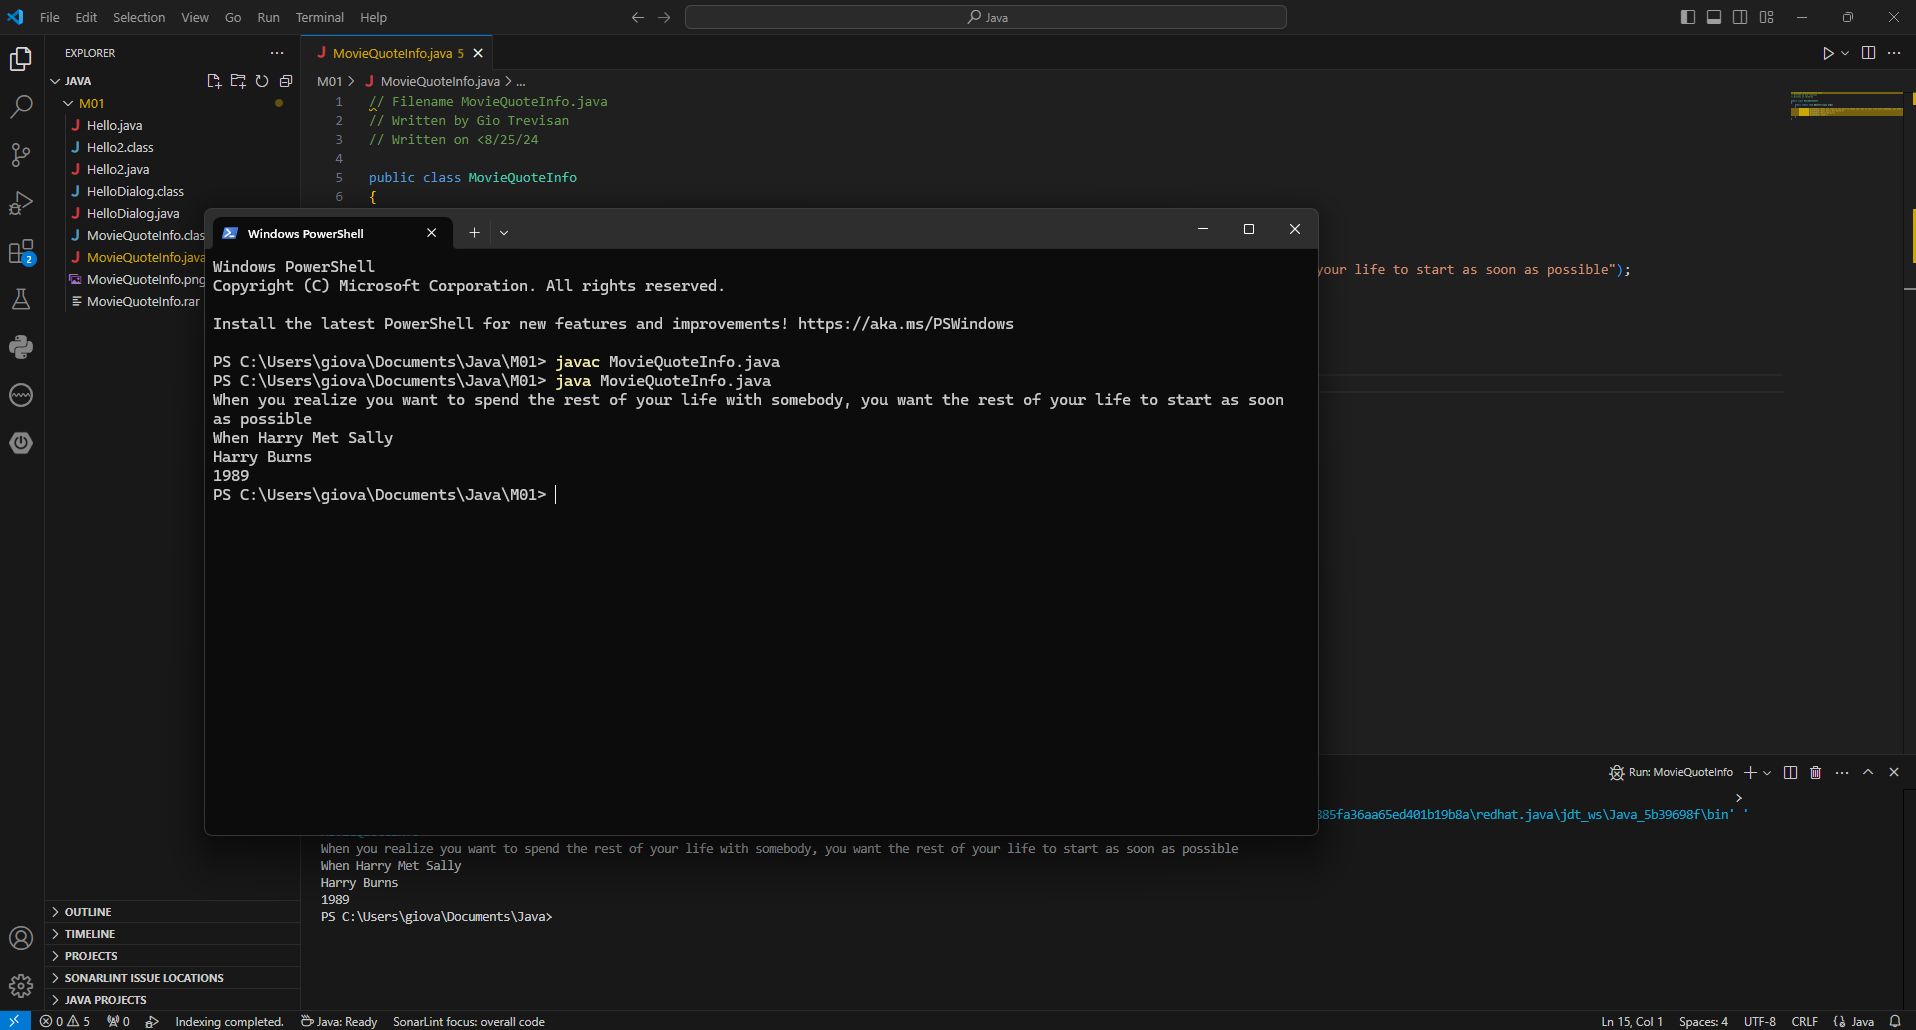 File Edit Selection View Go Run Terminal Help
Java
EXPLORER
JAVA
M01
Hello.java
Hello2.class
Hello2.java
HelloDialog.class
HelloDialog.java
MovieQuoteInfo.clas
MovieQuoteInfo.java
MovieQuoteInfo.png
MovieQuoteInfo.rar
OUTLINE
TIMELINE
PROJECTS
SONARLINT ISSUE LOCATIONS
JAVA PROJECTS
2
MovieQuoteInfo.java 5
M01 > MovieQuoteInfo.java > ...
1 // Filename MovieQuoteInfo.java
2 // Written by Gio Trevisan
3 // Written on <8/25/24
4
5 public class MovieQuoteInfo
6 {
your life to start as soon as possible");
Windows PowerShell
Windows PowerShell
Copyright (C) Microsoft Corporation. All rights reserved.
Install the latest PowerShell for new features and improvements! https://aka.ms/PSWindows
PS C:\Users\giova\Documents\Java\M01> javac MovieQuoteInfo.java
PS C:\Users\giova\Documents\Java\M01> java MovieQuoteInfo.java
When you realize you want to spend the rest of your life with somebody, you want the rest of your life to start as soon
as possible
When Harry Met Sally
Harry Burns
1989
PS C:\Users\giova\Documents\Java\M01>
Run: MovieQuoteInfo
385fa36aa65ed401b19b8a\redhat.java\jdt_ws\Java_5b39698f\bin' '
When you realize you want to spend the rest of your life with somebody, you want the rest of your life to start as soon as possible
When Harry Met Sally
Harry Burns
1989
PS C:\Users\giova\Documents\Java>
0 5 0 Indexing completed. Java: Ready SonarLint focus: overall code Ln 15, Col 1 Spaces: 4 UTF-8 CRLF {} Java